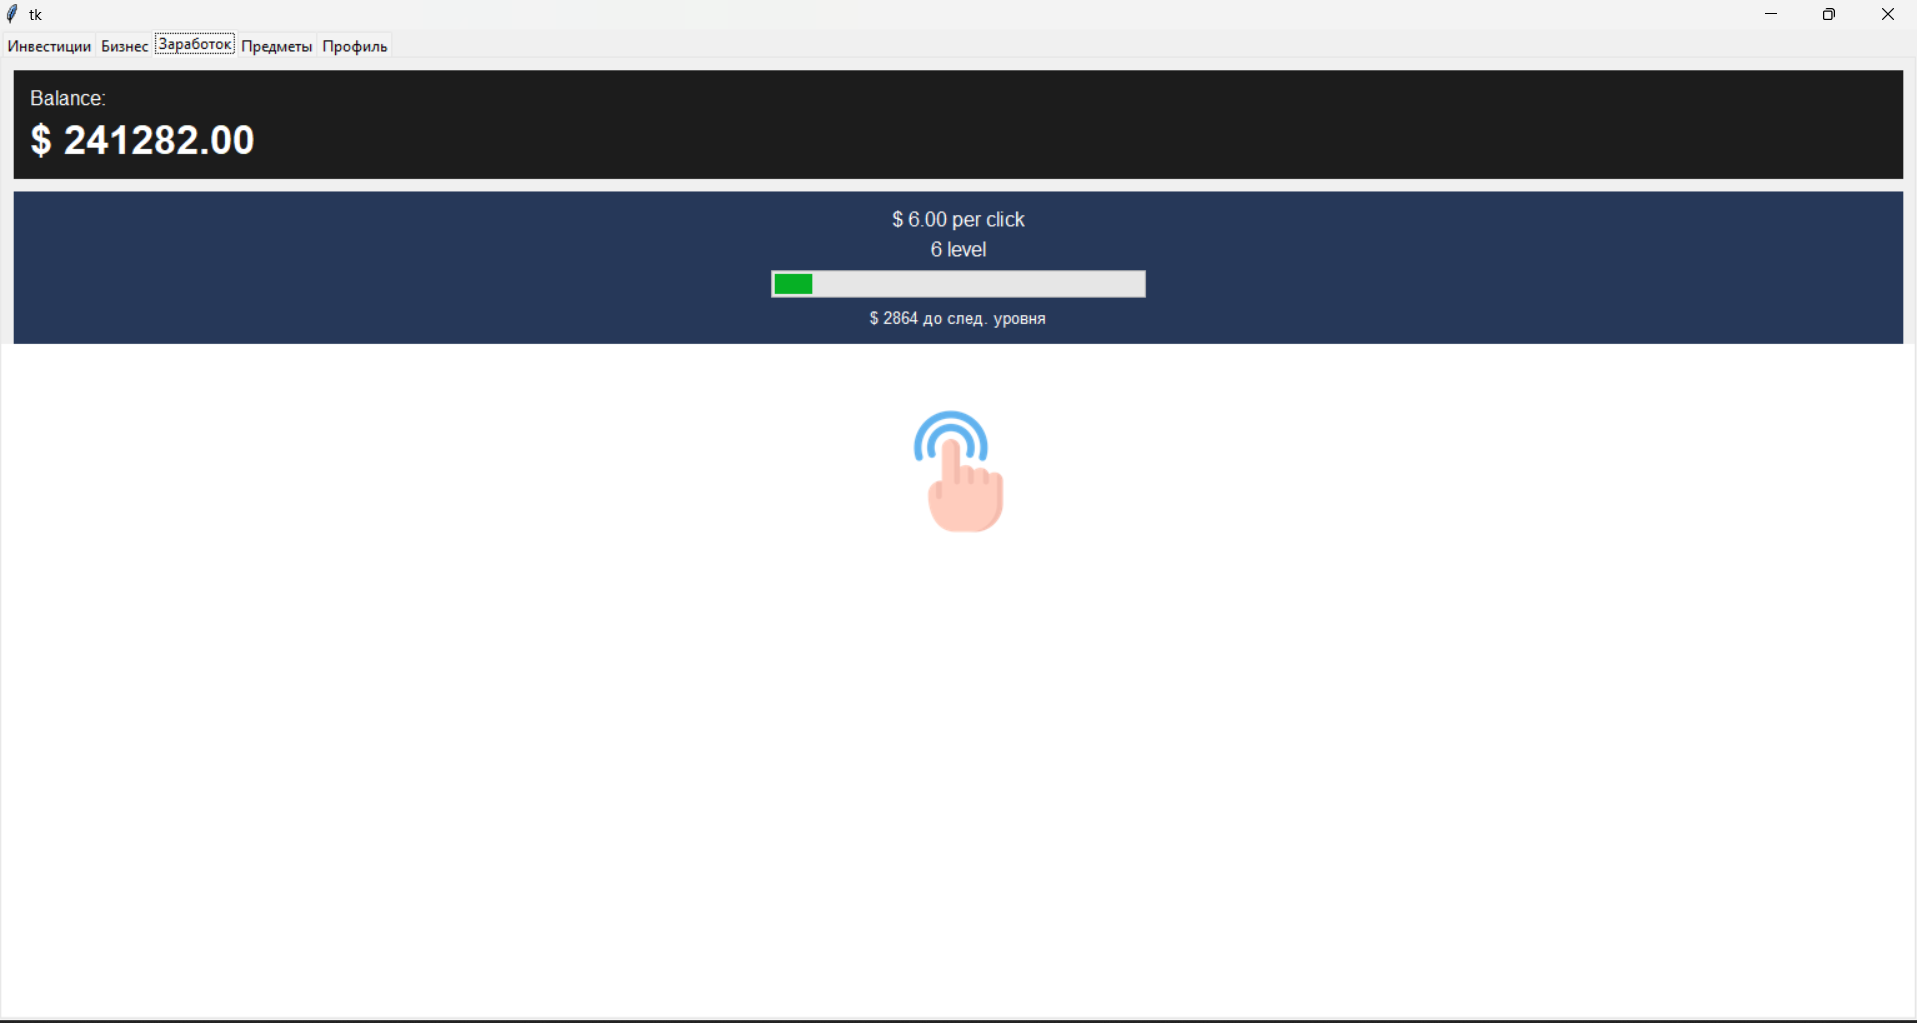 tk
Инвестиции Бизнес Заработок Предметы Профиль
Balance:
$ 241282.00
$ 6.00 per click
6 level
$ 2864 до след. уровня